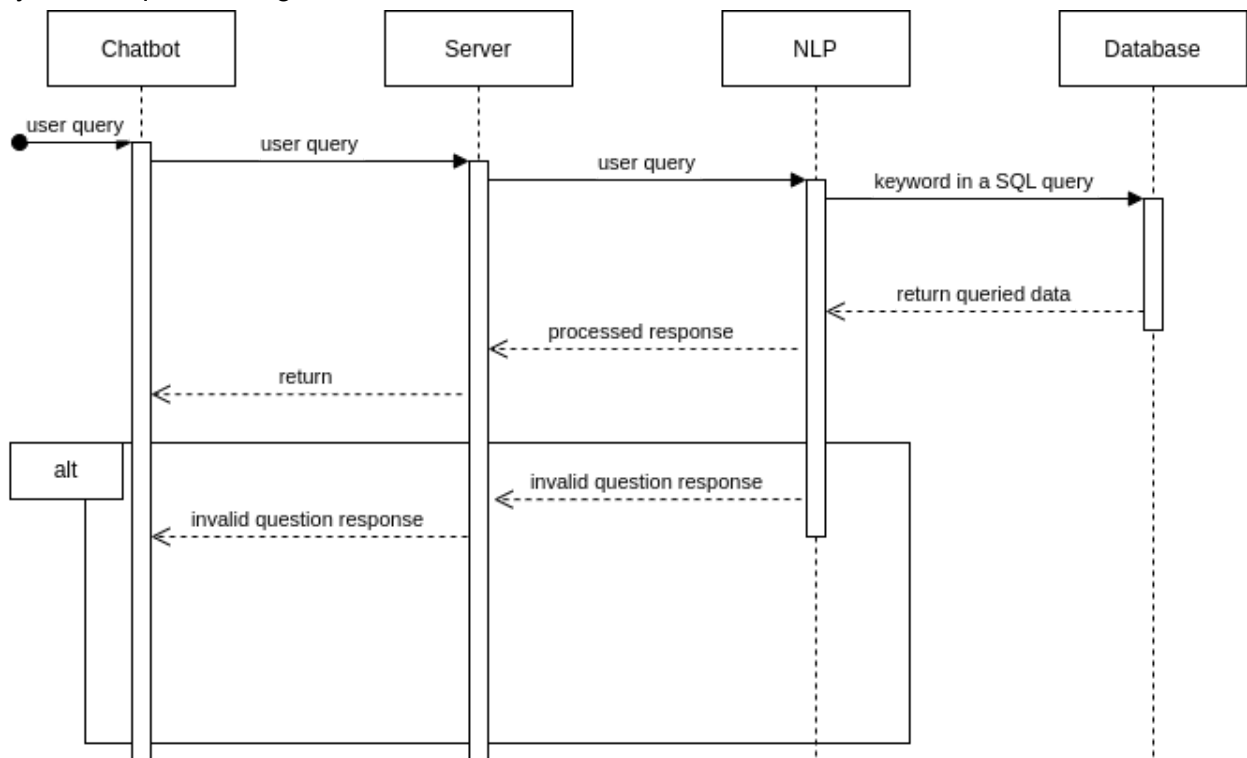 Chatbot
Server
NLP
Database
user query
user query
user query
keyword in a SQL query
return queried data
processed response
return
alt
invalid question response
invalid question response